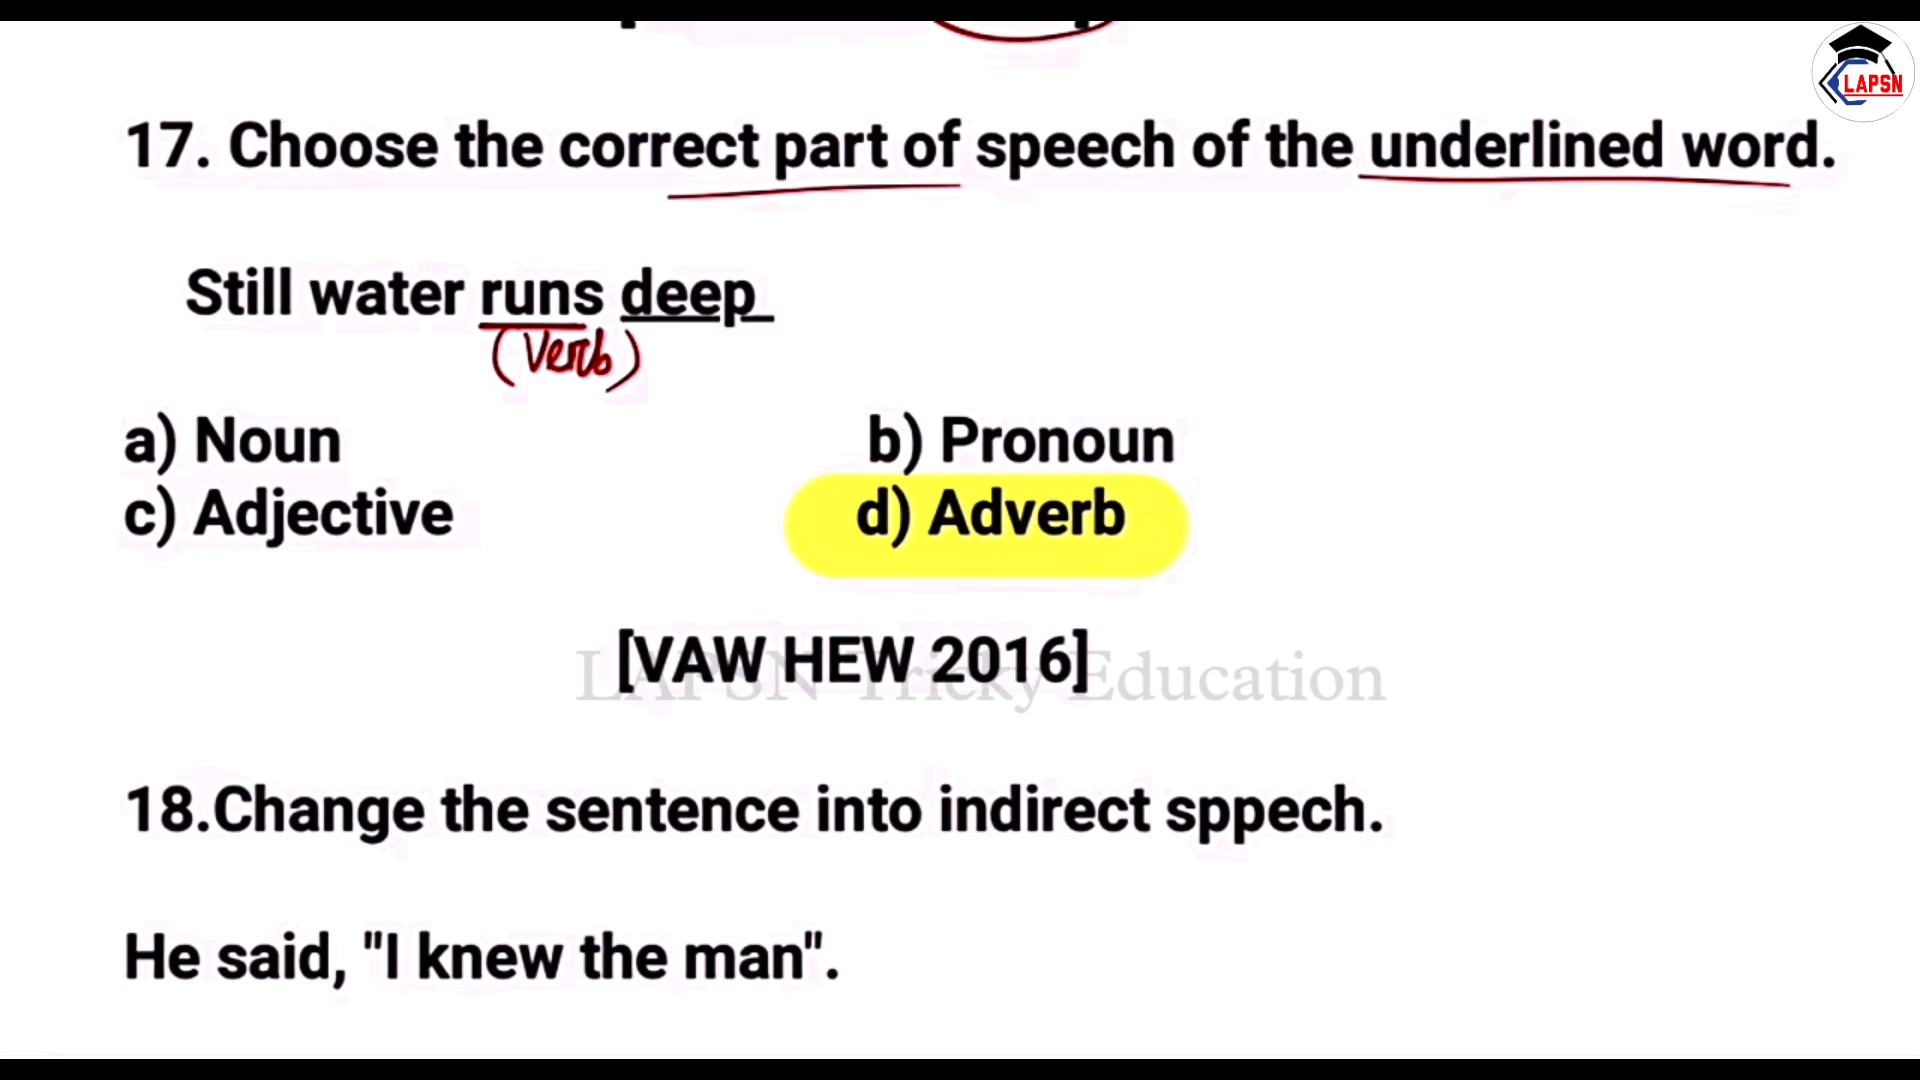 LAPSN
17. Choose the correct part of speech of the underlined word.
Still water runs deep
(Verb)
a) Noun b) Pronoun
c) Adjective d) Adverb
[VAW HEW 2016]
LAPSN Tricky Education
18.Change the sentence into indirect sppech.
He said, "I knew the man".